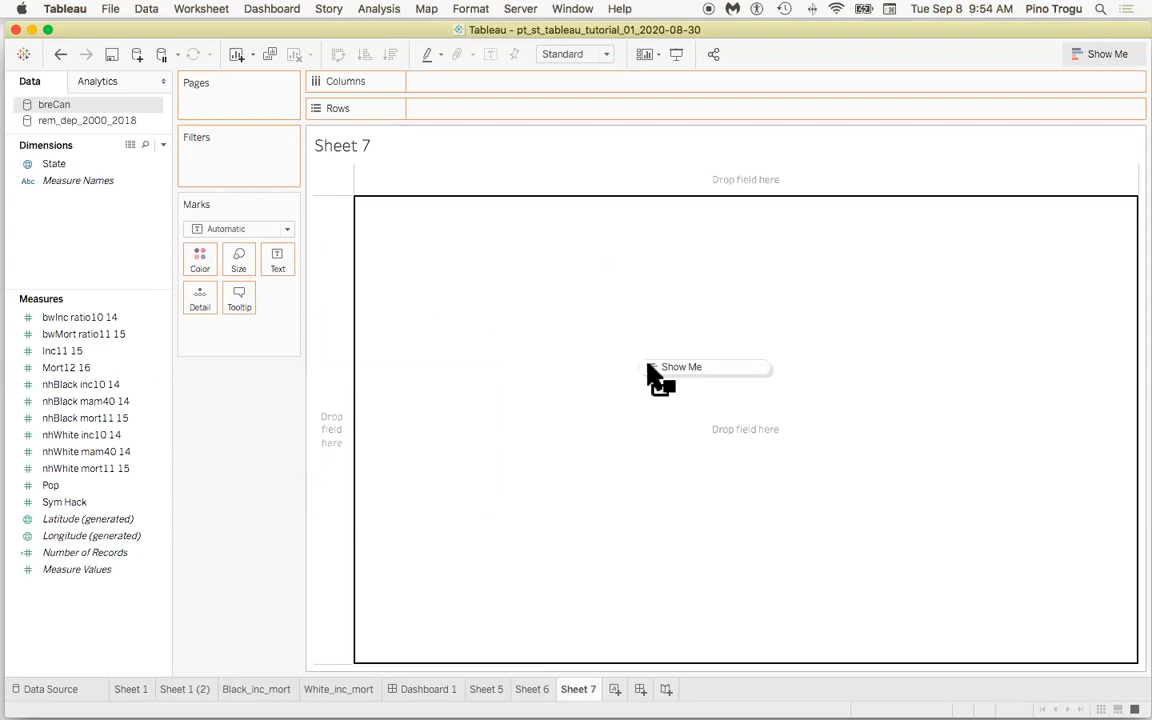 Tableau File Data Worksheet Dashboard Story Analysis Map Format Server Window Help Tue Sep 8 9:54 AM Pino Trogu
Tableau - pt_st_tableau_tutorial_01_2020-08-30
Standard Show Me
Data Analytics
breCan
rem_dep_2000_2018
Dimensions
State
Abc Measure Names
Measures
bwInc ratio10 14
bwMort ratio11 15
Inc11 15
Mort12 16
nhBlack inc10 14
nhBlack mam40 14
nhBlack mort11 15
nhWhite inc10 14
nhWhite mam40 14
nhWhite mort11 15
Pop
Sym Hack
Latitude (generated)
Longitude (generated)
Number of Records
Measure Values
Pages
Filters
Marks
Automatic
Color Size Text
Detail Tooltip
Columns
Rows
Sheet 7
Drop field here
Drop
field
here
Show Me
Drop field here
Data Source Sheet 1 Sheet 1 (2) Black_inc_mort White_inc_mort Dashboard 1 Sheet 5 Sheet 6 Sheet 7